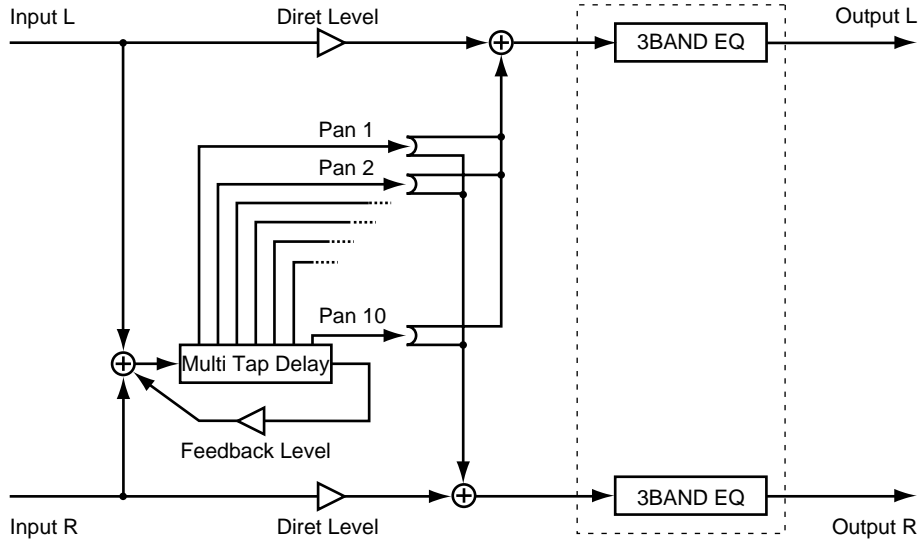 Input L
Diret Level
Output L
3BAND EQ
Pan 1
Pan 2
Pan 10
Multi Tap Delay
Feedback Level
3BAND EQ
Input R
Diret Level
Output R